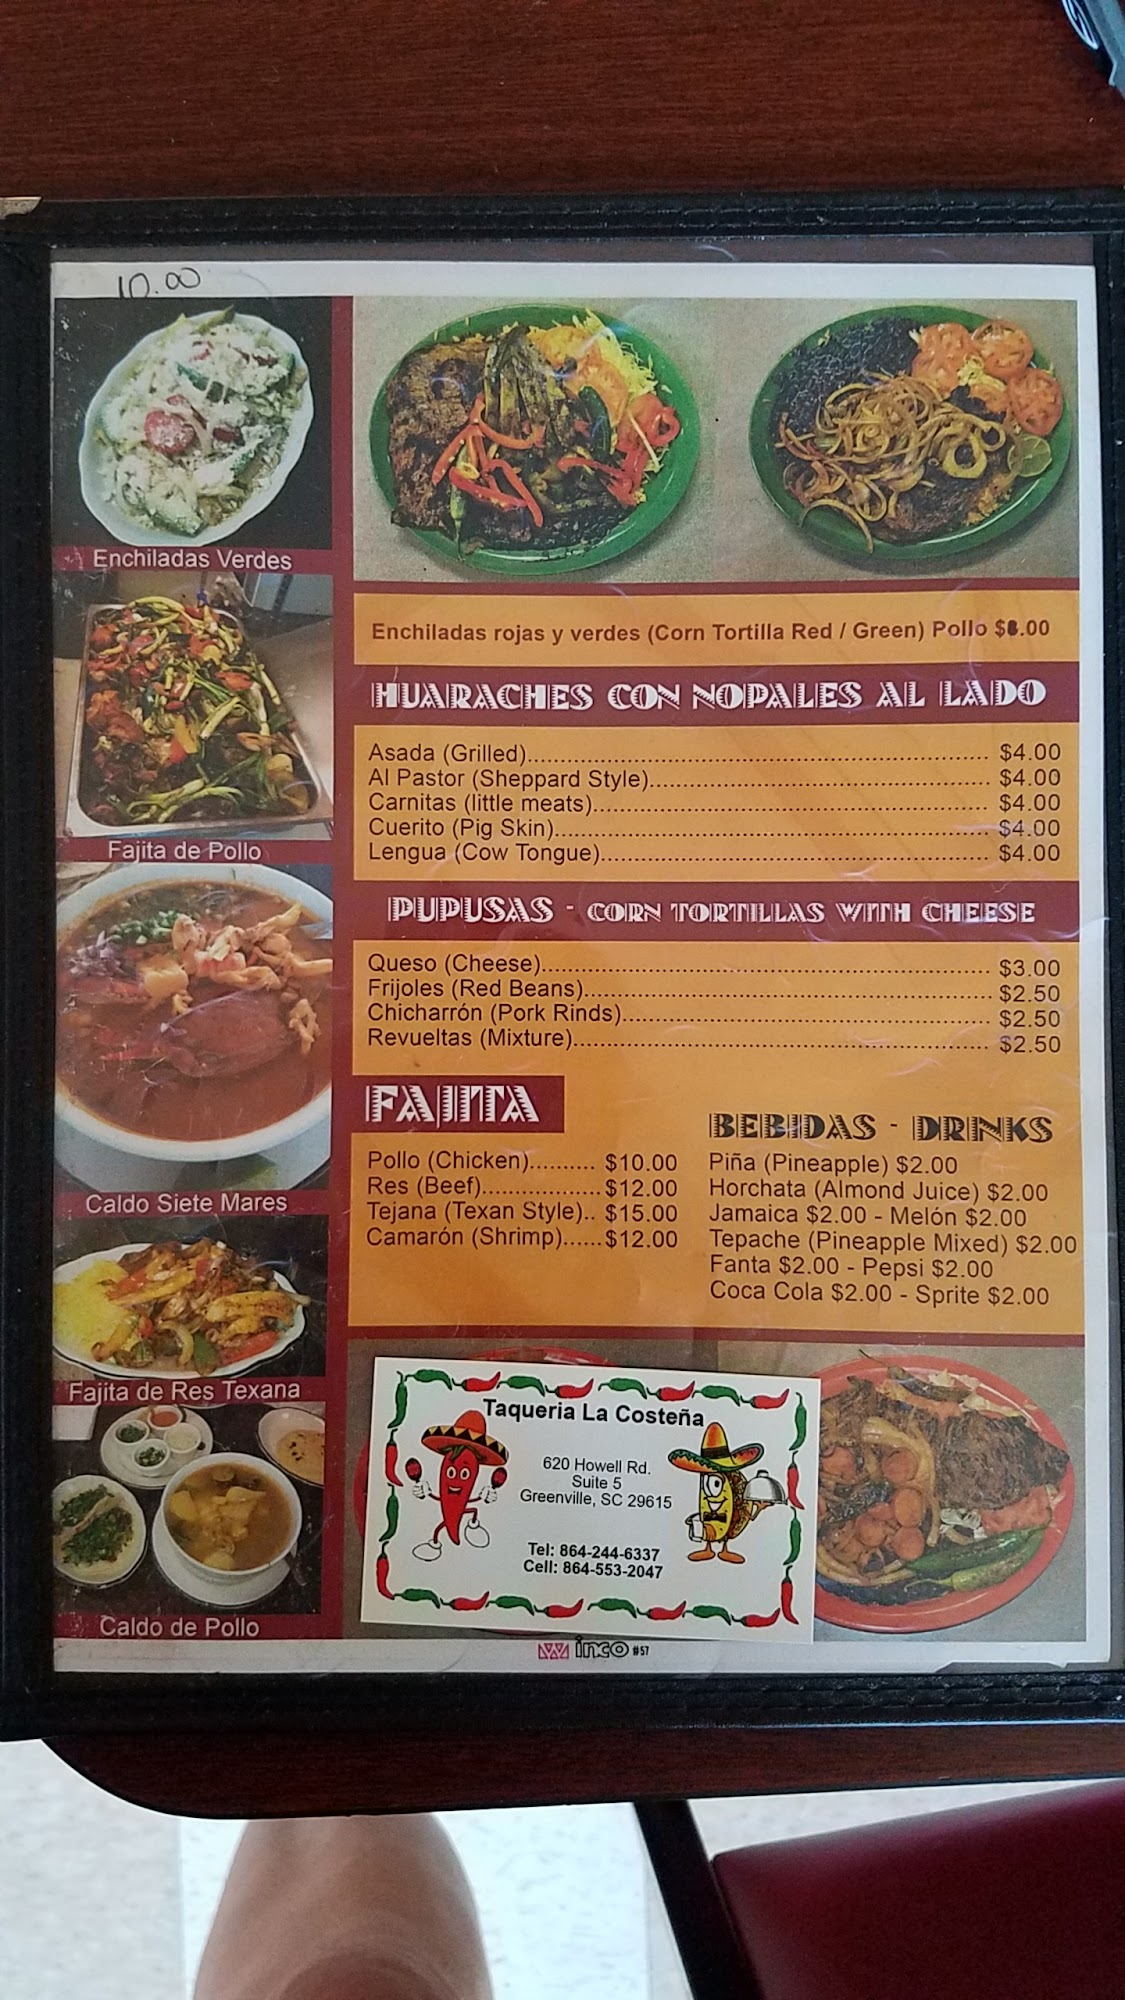 10.00
Enchiladas Verdes
Fajita de Pollo
Caldo Siete Mares
Fajita de Res Texana
Caldo de Pollo
Enchiladas rojas y verdes (Corn Tortilla Red / Green) Pollo
HUARACHES CON NOPALES AL LADO
Asada (Grilled)................ $4.00
Al Pastor (Sheppard Style)................ $4.00
Carnitas (little meats)................ $4.00
Cuerito (Pig Skin)................ $4.00
Lengua (Cow Tongue)................ $4.00
PUPUSAS - CORN TORTILLAS WITH CHEESE
Queso (Cheese)................ $3.00
Frijoles (Red Beans)................ $2.50
Chicharrón (Pork Rinds)................ $2.50
Revueltas (Mixture)................ $2.50
FAJITA
Pollo (Chicken).......... $10.00
Res (Beef).................. $12.00
Tejana (Texan Style).. $15.00
Camarón (Shrimp)...... $12.00
BEBIDAS - DRINKS
Piña (Pineapple) $2.00
Horchata (Almond Juice) $2.00
Jamaica $2.00 - Melón $2.00
Tepache (Pineapple Mixed) $2.00
Fanta $2.00 - Pepsi $2.00
Coca Cola $2.00 - Sprite $2.00
Taqueria La Costeña
620 Howell Rd.
Suite 5
Greenville, SC 29615
Tel: 864-244-6337
Cell: 864-553-2047
inco #57